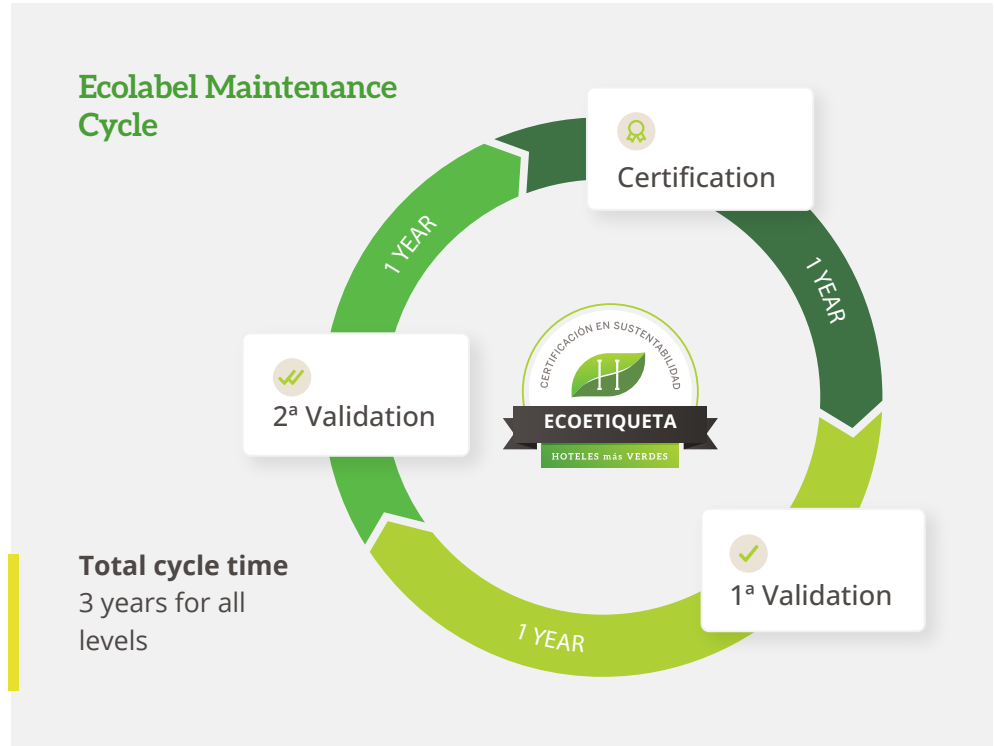 Ecolabel Maintenance
Cycle
Certification
1 YEAR
1 YEAR
CERTIFICACIÓN EN SUSTENTABILIDAD
H
ECOETIQUETA
HOTELES más VERDES
2ª Validation
1ª Validation
1 YEAR
Total cycle time
3 years for all
levels